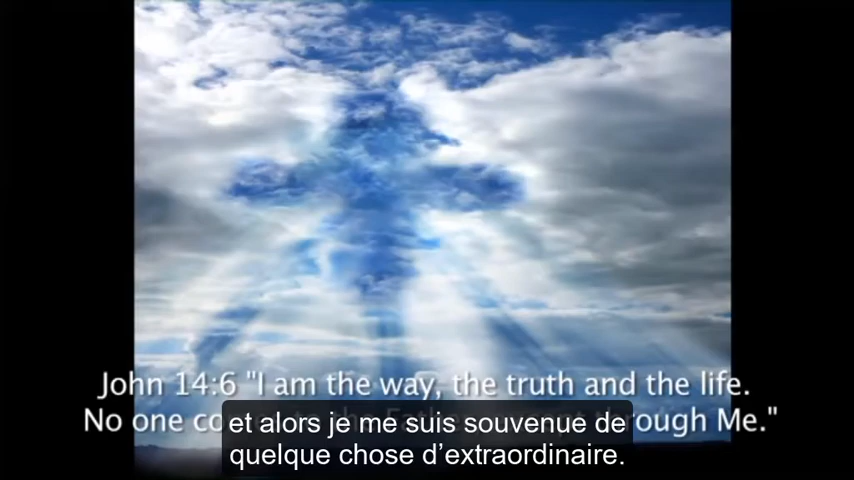 John 14:6 "I am the way, the truth and the life.
No one through Me."
et alors je me suis souvenue de
quelque chose d’extraordinaire.